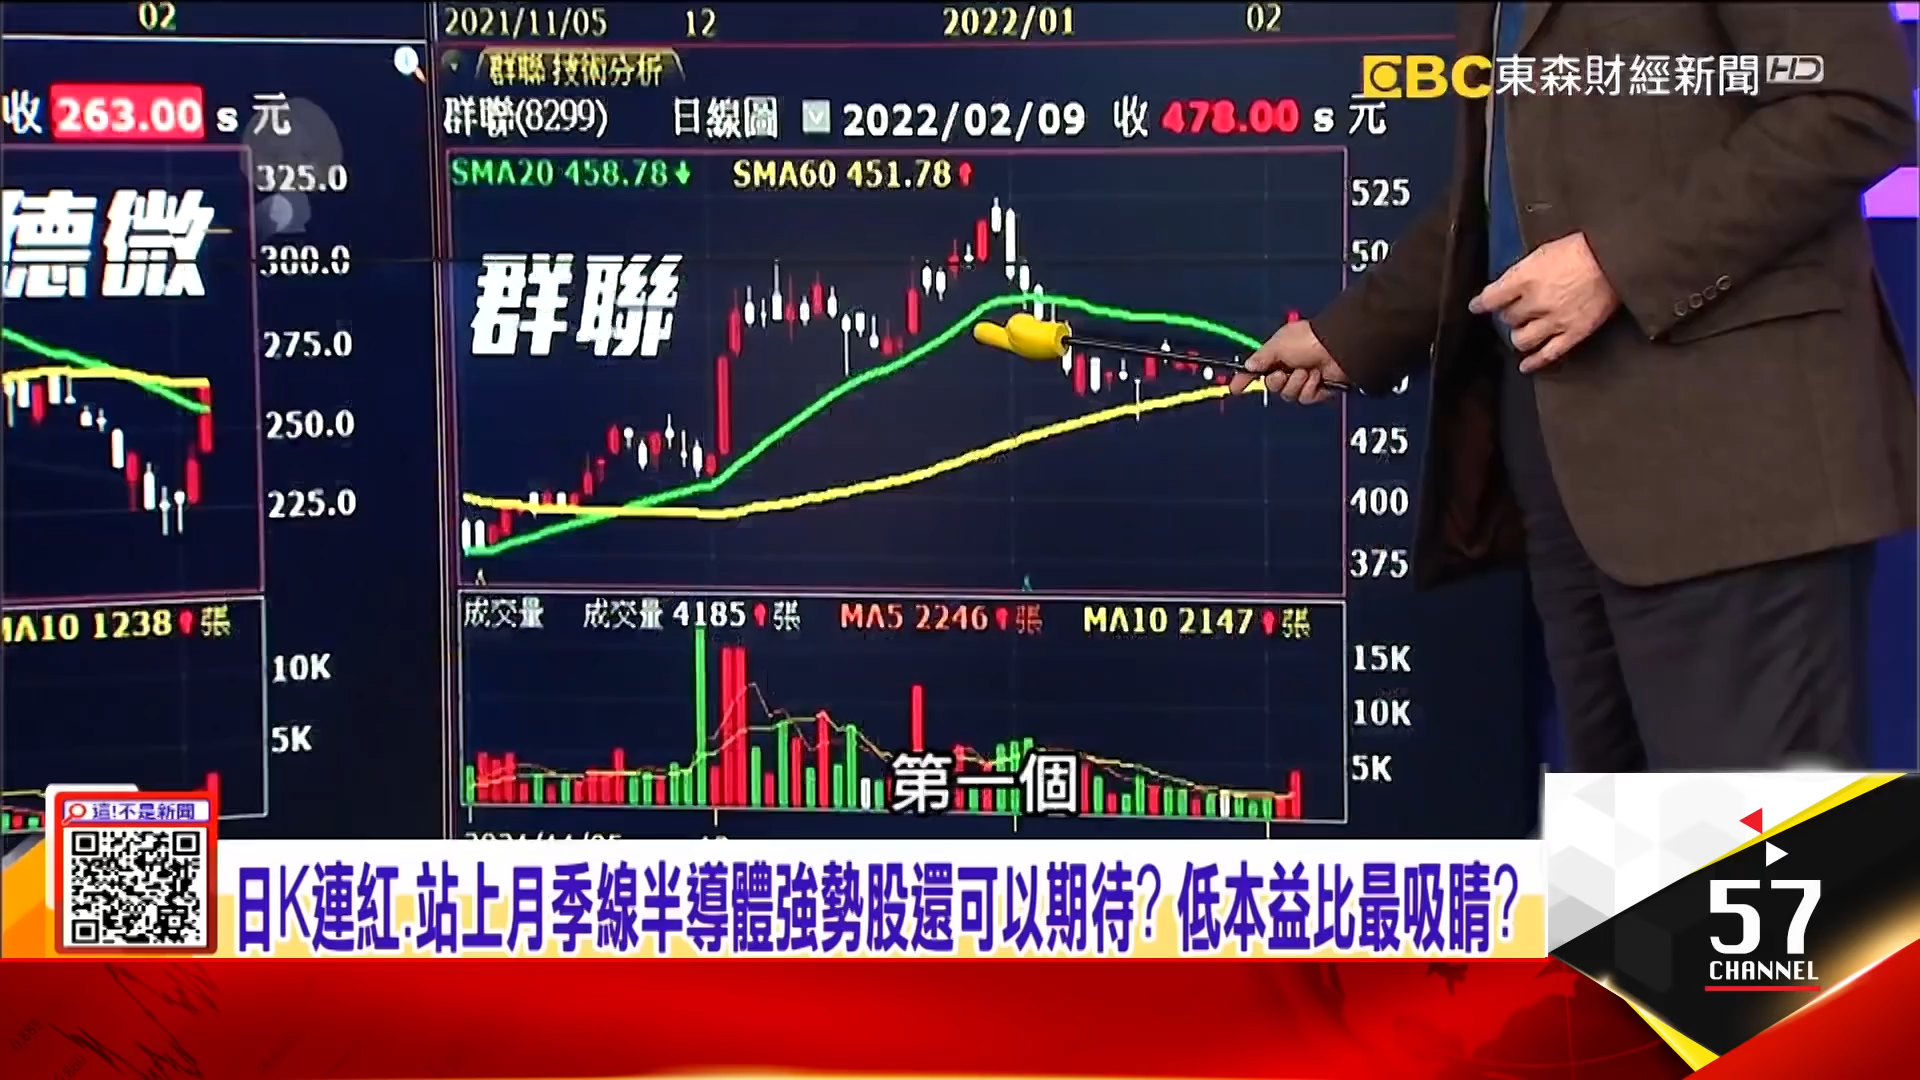 02
收 263.00 s 元
325.0
300.0
275.0
250.0
225.0
德微
MA10 1238 張
10K
5K
2021/11/05 12 2022/01 02
群聯 技術分析
群聯(8299) 日線圖 2022/02/09 收 478.00 s 元
SMA20 458.78↓ SMA60 451.78↑
525
425
400
375
群聯
成交量 成交量 4185↑張 MA5 2246↑張 MA10 2147↑張
15K
10K
5K
EBC 東森財經新聞 HD
第一個
這!不是新聞
日K連紅.站上月季線半導體強勢股還可以期待? 低本益比最吸睛?
57
CHANNEL